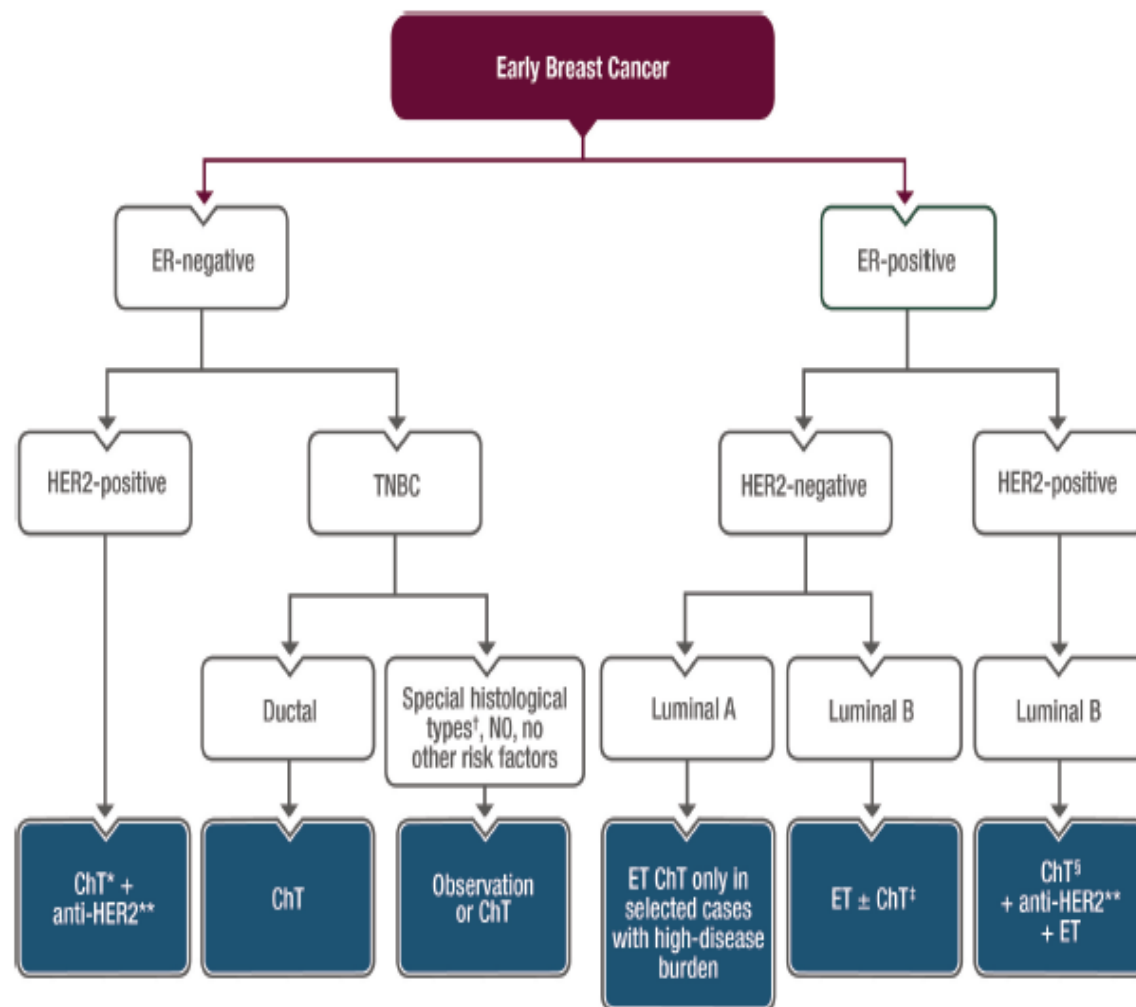 Early Breast Cancer
ER-negative
ER-positive
HER2-positive
TNBC
HER2-negative
HER2-positive
Ductal
Special histological
types†, NO, no
other risk factors
Luminal A
Luminal B
Luminal B
ChT* +
anti-HER2**
ChT
Observation
or ChT
ET ChT only in
selected cases
with high-disease
burden
ET ± ChT‡
ChT§
+ anti-HER2**
+ ET